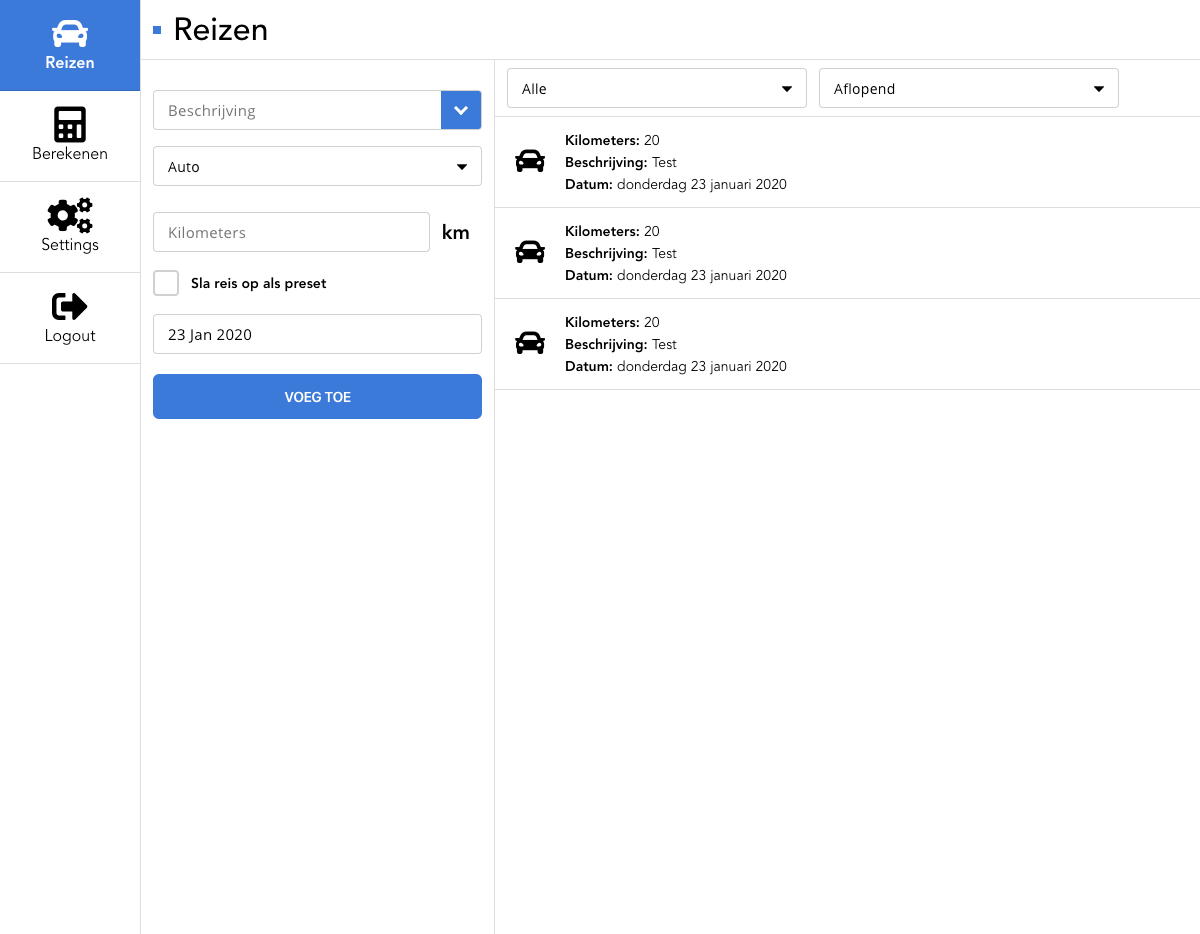 Reizen
Berekenen
Settings
Logout
Reizen
Beschrijving
Auto
Kilometers
km
Sla reis op als preset
23 Jan 2020
VOEG TOE
Alle
Aflopend
Kilometers: 20
Beschrijving: Test
Datum: donderdag 23 januari 2020
Kilometers: 20
Beschrijving: Test
Datum: donderdag 23 januari 2020
Kilometers: 20
Beschrijving: Test
Datum: donderdag 23 januari 2020